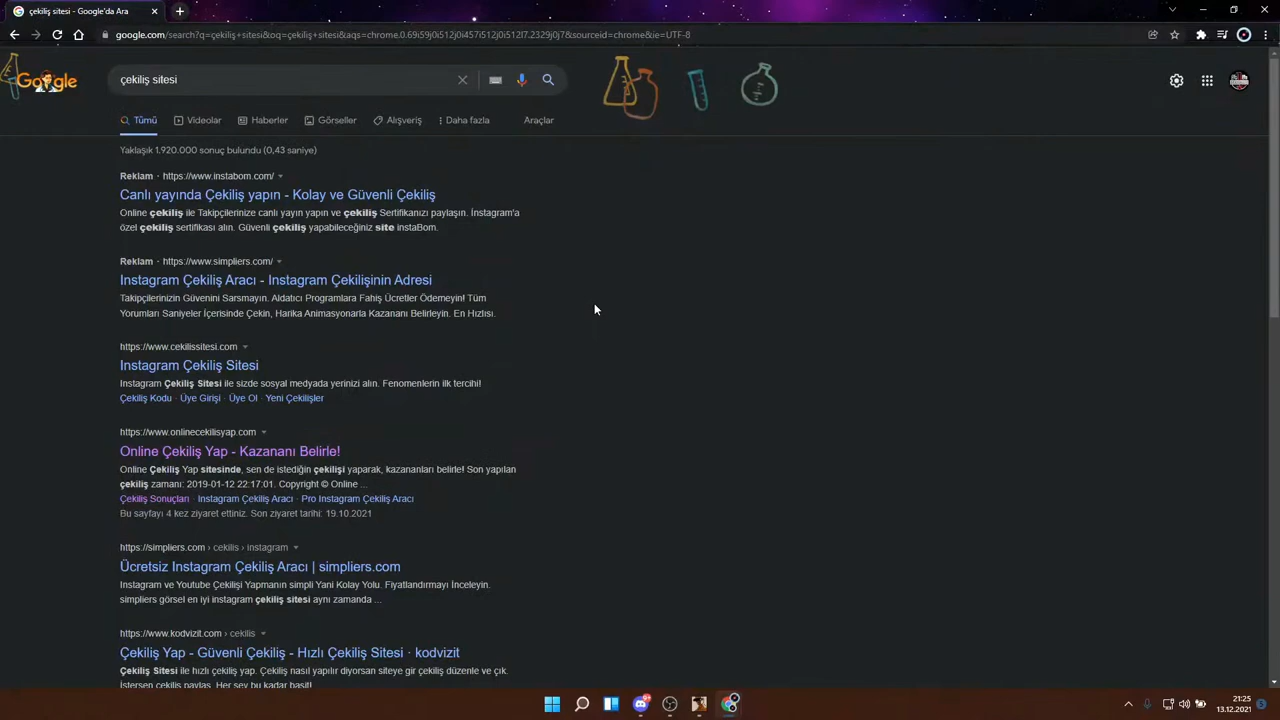 çekiliş sitesi - Google'da Ara
google.com/search?q=çekiliş+sitesi&oq=çekiliş+sitesi&aqs=chrome.0.69i59j0i512j0i457i512j0i512l7.2329j0j7&sourceid=chrome&ie=UTF-8
Google
çekiliş sitesi
Tümü Videolar Haberler Görseller Alışveriş Daha fazla Araçlar
Yaklaşık 1.920.000 sonuç bulundu (0,43 saniye)
Reklam · https://www.instabom.com/
Canlı yayında Çekiliş yapın - Kolay ve Güvenli Çekiliş
Online çekiliş ile Takipçilerinize canlı yayın yapın ve çekiliş Sertifikanızı paylaşın. İnstagram'a
özel çekiliş sertifikası alın. Güvenli çekiliş yapabileceğiniz site instaBom.
Reklam · https://www.simpliers.com/
Instagram Çekiliş Aracı - Instagram Çekilişinin Adresi
Takipçilerinizin Güvenini Sarsmayın. Aldatıcı Programlara Fahiş Ücretler Ödemeyin! Tüm
Yorumları Saniyeler İçerisinde Çekin, Harika Animasyonarla Kazananı Belirleyin. En Hızlısı.
https://www.cekilissitesi.com
Instagram Çekiliş Sitesi
Instagram Çekiliş Sitesi ile sizde sosyal medyada yerinizi alın. Fenomenlerin ilk tercihi!
Çekiliş Kodu · Üye Girişi · Üye Ol · Yeni Çekilişler
https://www.onlinecekilisyap.com
Online Çekiliş Yap - Kazananı Belirle!
Online Çekiliş Yap sitesinde, sen de istediğin çekilişi yaparak, kazananları belirle! Son yapılan
çekiliş zamanı: 2019-01-12 22:17:01. Copyright © Online ...
Çekiliş Sonuçları · Instagram Çekiliş Aracı · Pro Instagram Çekiliş Aracı
Bu sayfayı 4 kez ziyaret ettiniz. Son ziyaret tarihi: 19.10.2021
https://simpliers.com › cekilis › instagram
Ücretsiz Instagram Çekiliş Aracı | simpliers.com
Instagram ve Youtube Çekilişi Yapmanın simpli Yani Kolay Yolu. Fiyatlandırmayı İnceleyin.
simpliers görsel en iyi instagram çekiliş sitesi aynı zamanda ...
https://www.kodvizit.com › cekilis
Çekiliş Yap - Güvenli Çekiliş - Hızlı Çekiliş Sitesi · kodvizit
Çekiliş Sitesi ile hızlı çekiliş yap. Çekiliş nasıl yapılır diyorsan siteye gir çekiliş düzenle ve çık.
İstersen çekiliş paylaş. Her şey bu kadar basit!
21:25
13.12.2021